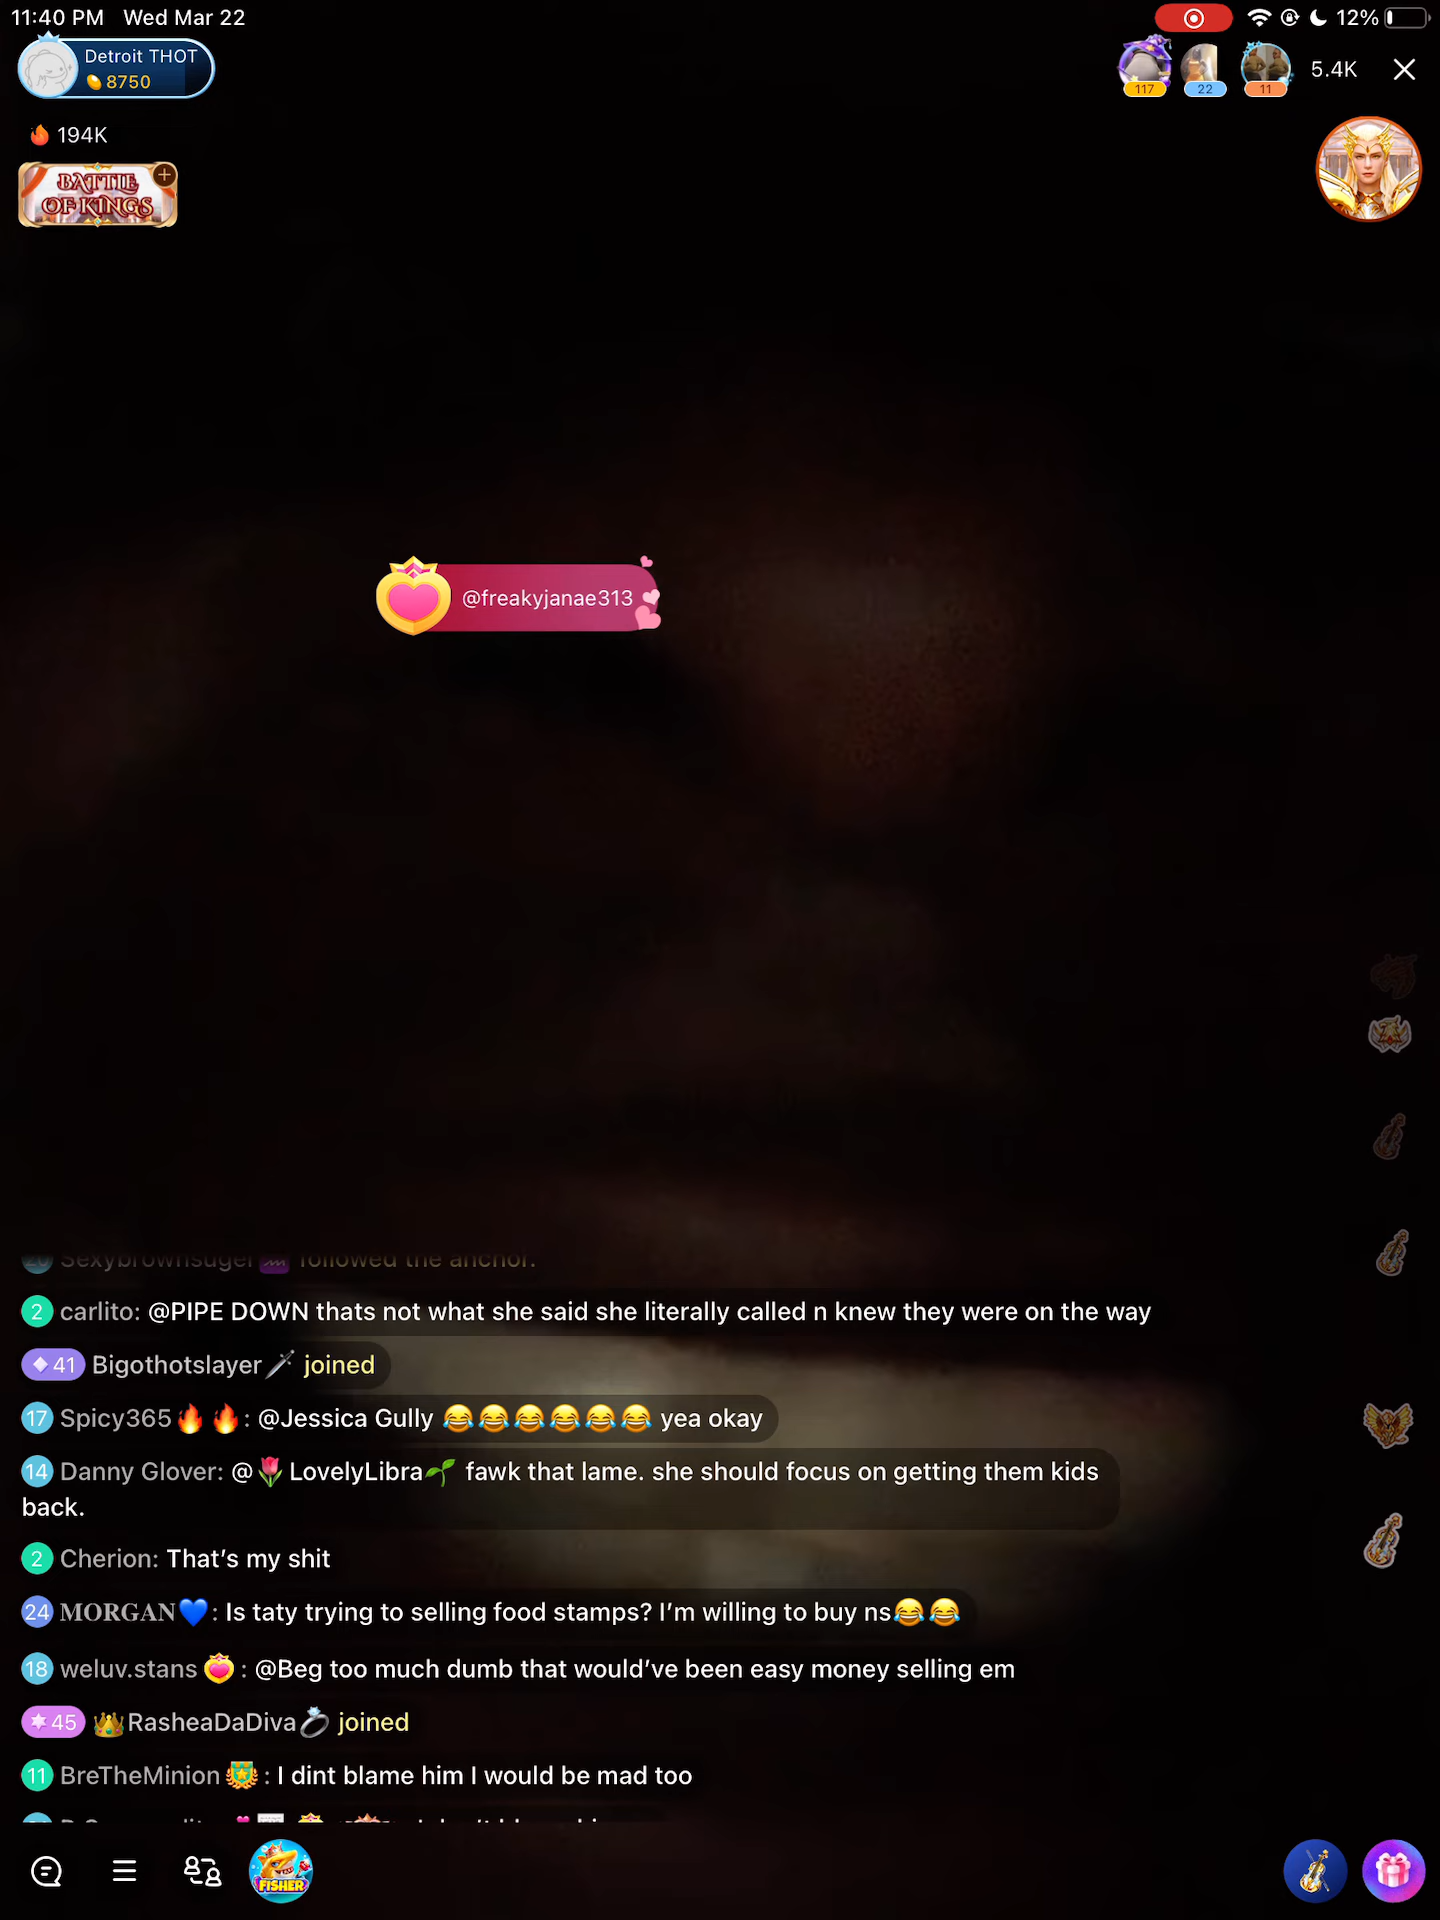 11:40 PM Wed Mar 22 12%
Detroit THOT
8750
117 22 11 5.4K
194K
BATTLE
OF KINGS
@freakyjanae313
Sexybrownsuger followed the anchor.
2 carlito: @PIPE DOWN thats not what she said she literally called n knew they were on the way
41 Bigothotslayer🗡️ joined
17 Spicy365🔥🔥: @Jessica Gully 😂😂😂😂😂😂 yea okay
14 Danny Glover: @🌷LovelyLibra🌱 fawk that lame. she should focus on getting them kids
back.
2 Cherion: That’s my shit
24 𝐌𝐎𝐑𝐆𝐀𝐍💙: Is taty trying to selling food stamps? I’m willing to buy ns😂😂
18 weluv.stans: @Beg too much dumb that would’ve been easy money selling em
45 👑RasheaDaDiva💍 joined
11 BreTheMinion: I dint blame him I would be mad too
FISHER